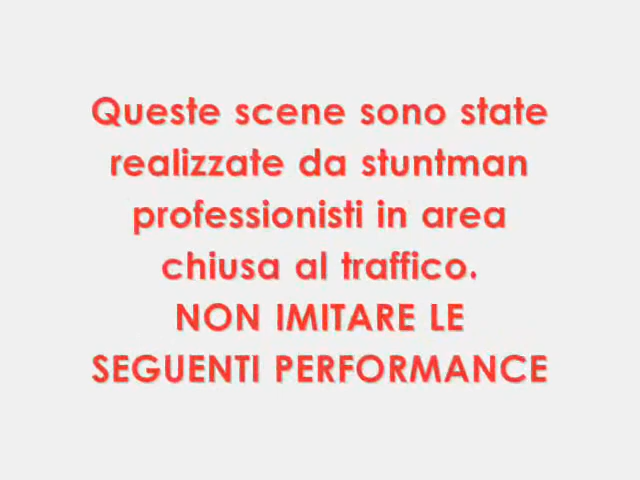 Queste scene sono state
realizzate da stuntman
professionisti in area
chiusa al traffico.
NON IMITARE LE
SEGUENTI PERFORMANCE